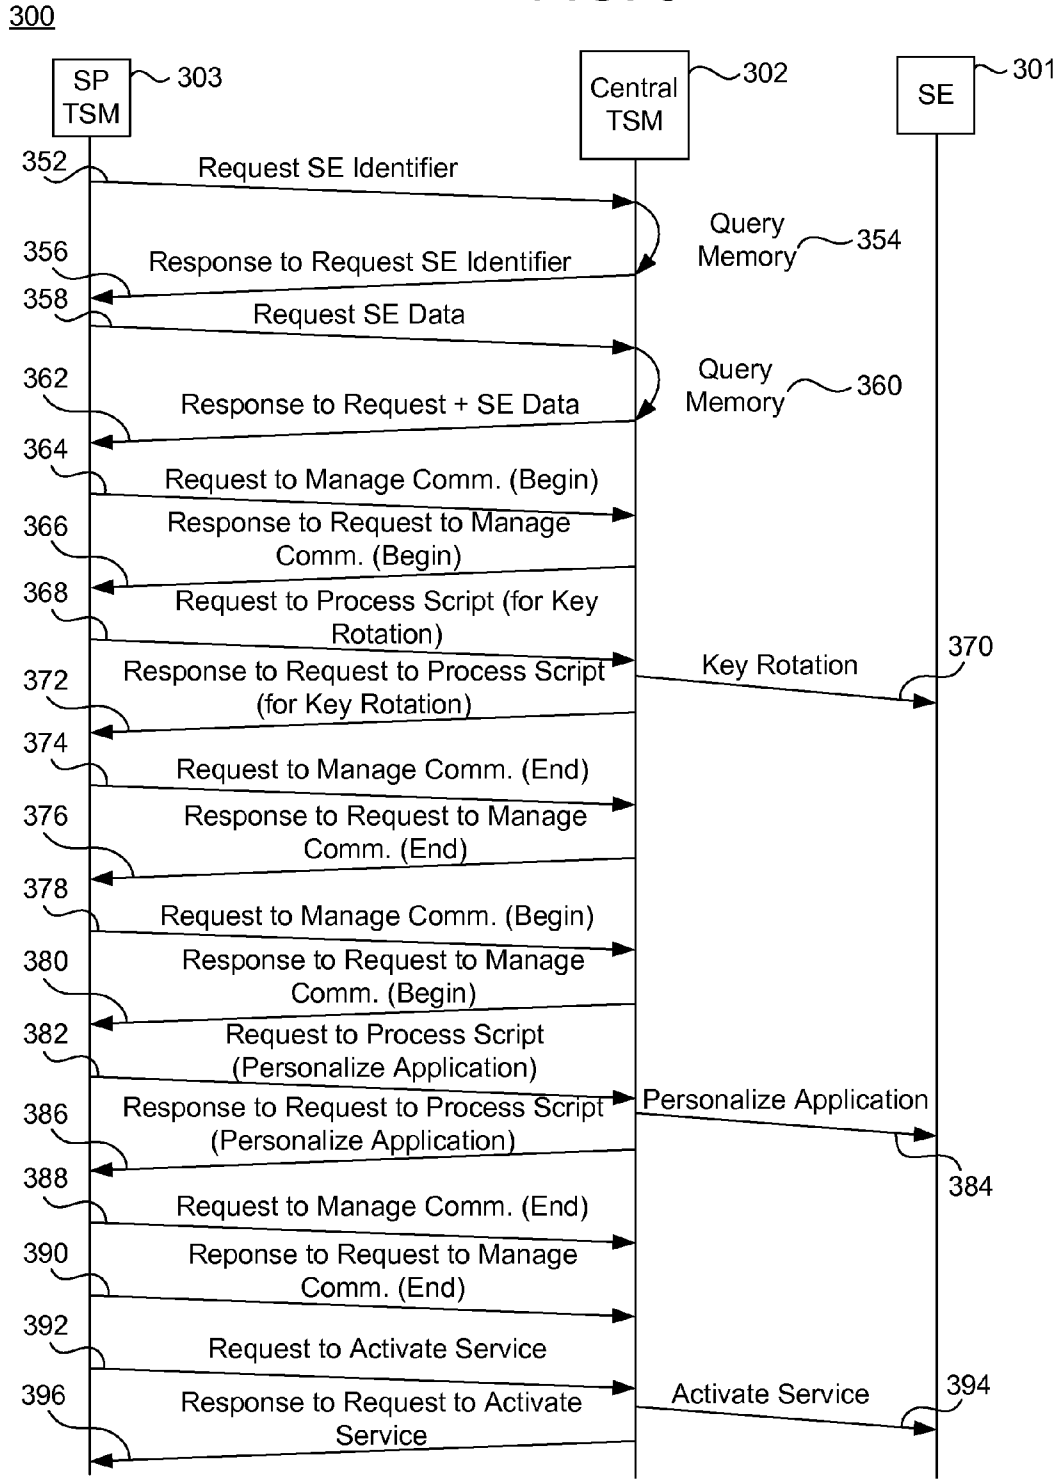 300
SP
TSM
303
Central
TSM
302
SE
301
352
Request SE Identifier
Query
Memory
354
356
Response to Request SE Identifier
358
Request SE Data
Query
Memory
360
362
Response to Request + SE Data
364
Request to Manage Comm. (Begin)
366
Response to Request to Manage
Comm. (Begin)
368
Request to Process Script (for Key
Rotation)
Key Rotation
370
372
Response to Request to Process Script
(for Key Rotation)
374
Request to Manage Comm. (End)
376
Response to Request to Manage
Comm. (End)
378
Request to Manage Comm. (Begin)
380
Response to Request to Manage
Comm. (Begin)
382
Request to Process Script
(Personalize Application)
Personalize Application
384
386
Response to Request to Process Script
(Personalize Application)
388
Request to Manage Comm. (End)
390
Reponse to Request to Manage
Comm. (End)
392
Request to Activate Service
Activate Service
394
396
Response to Request to Activate
Service